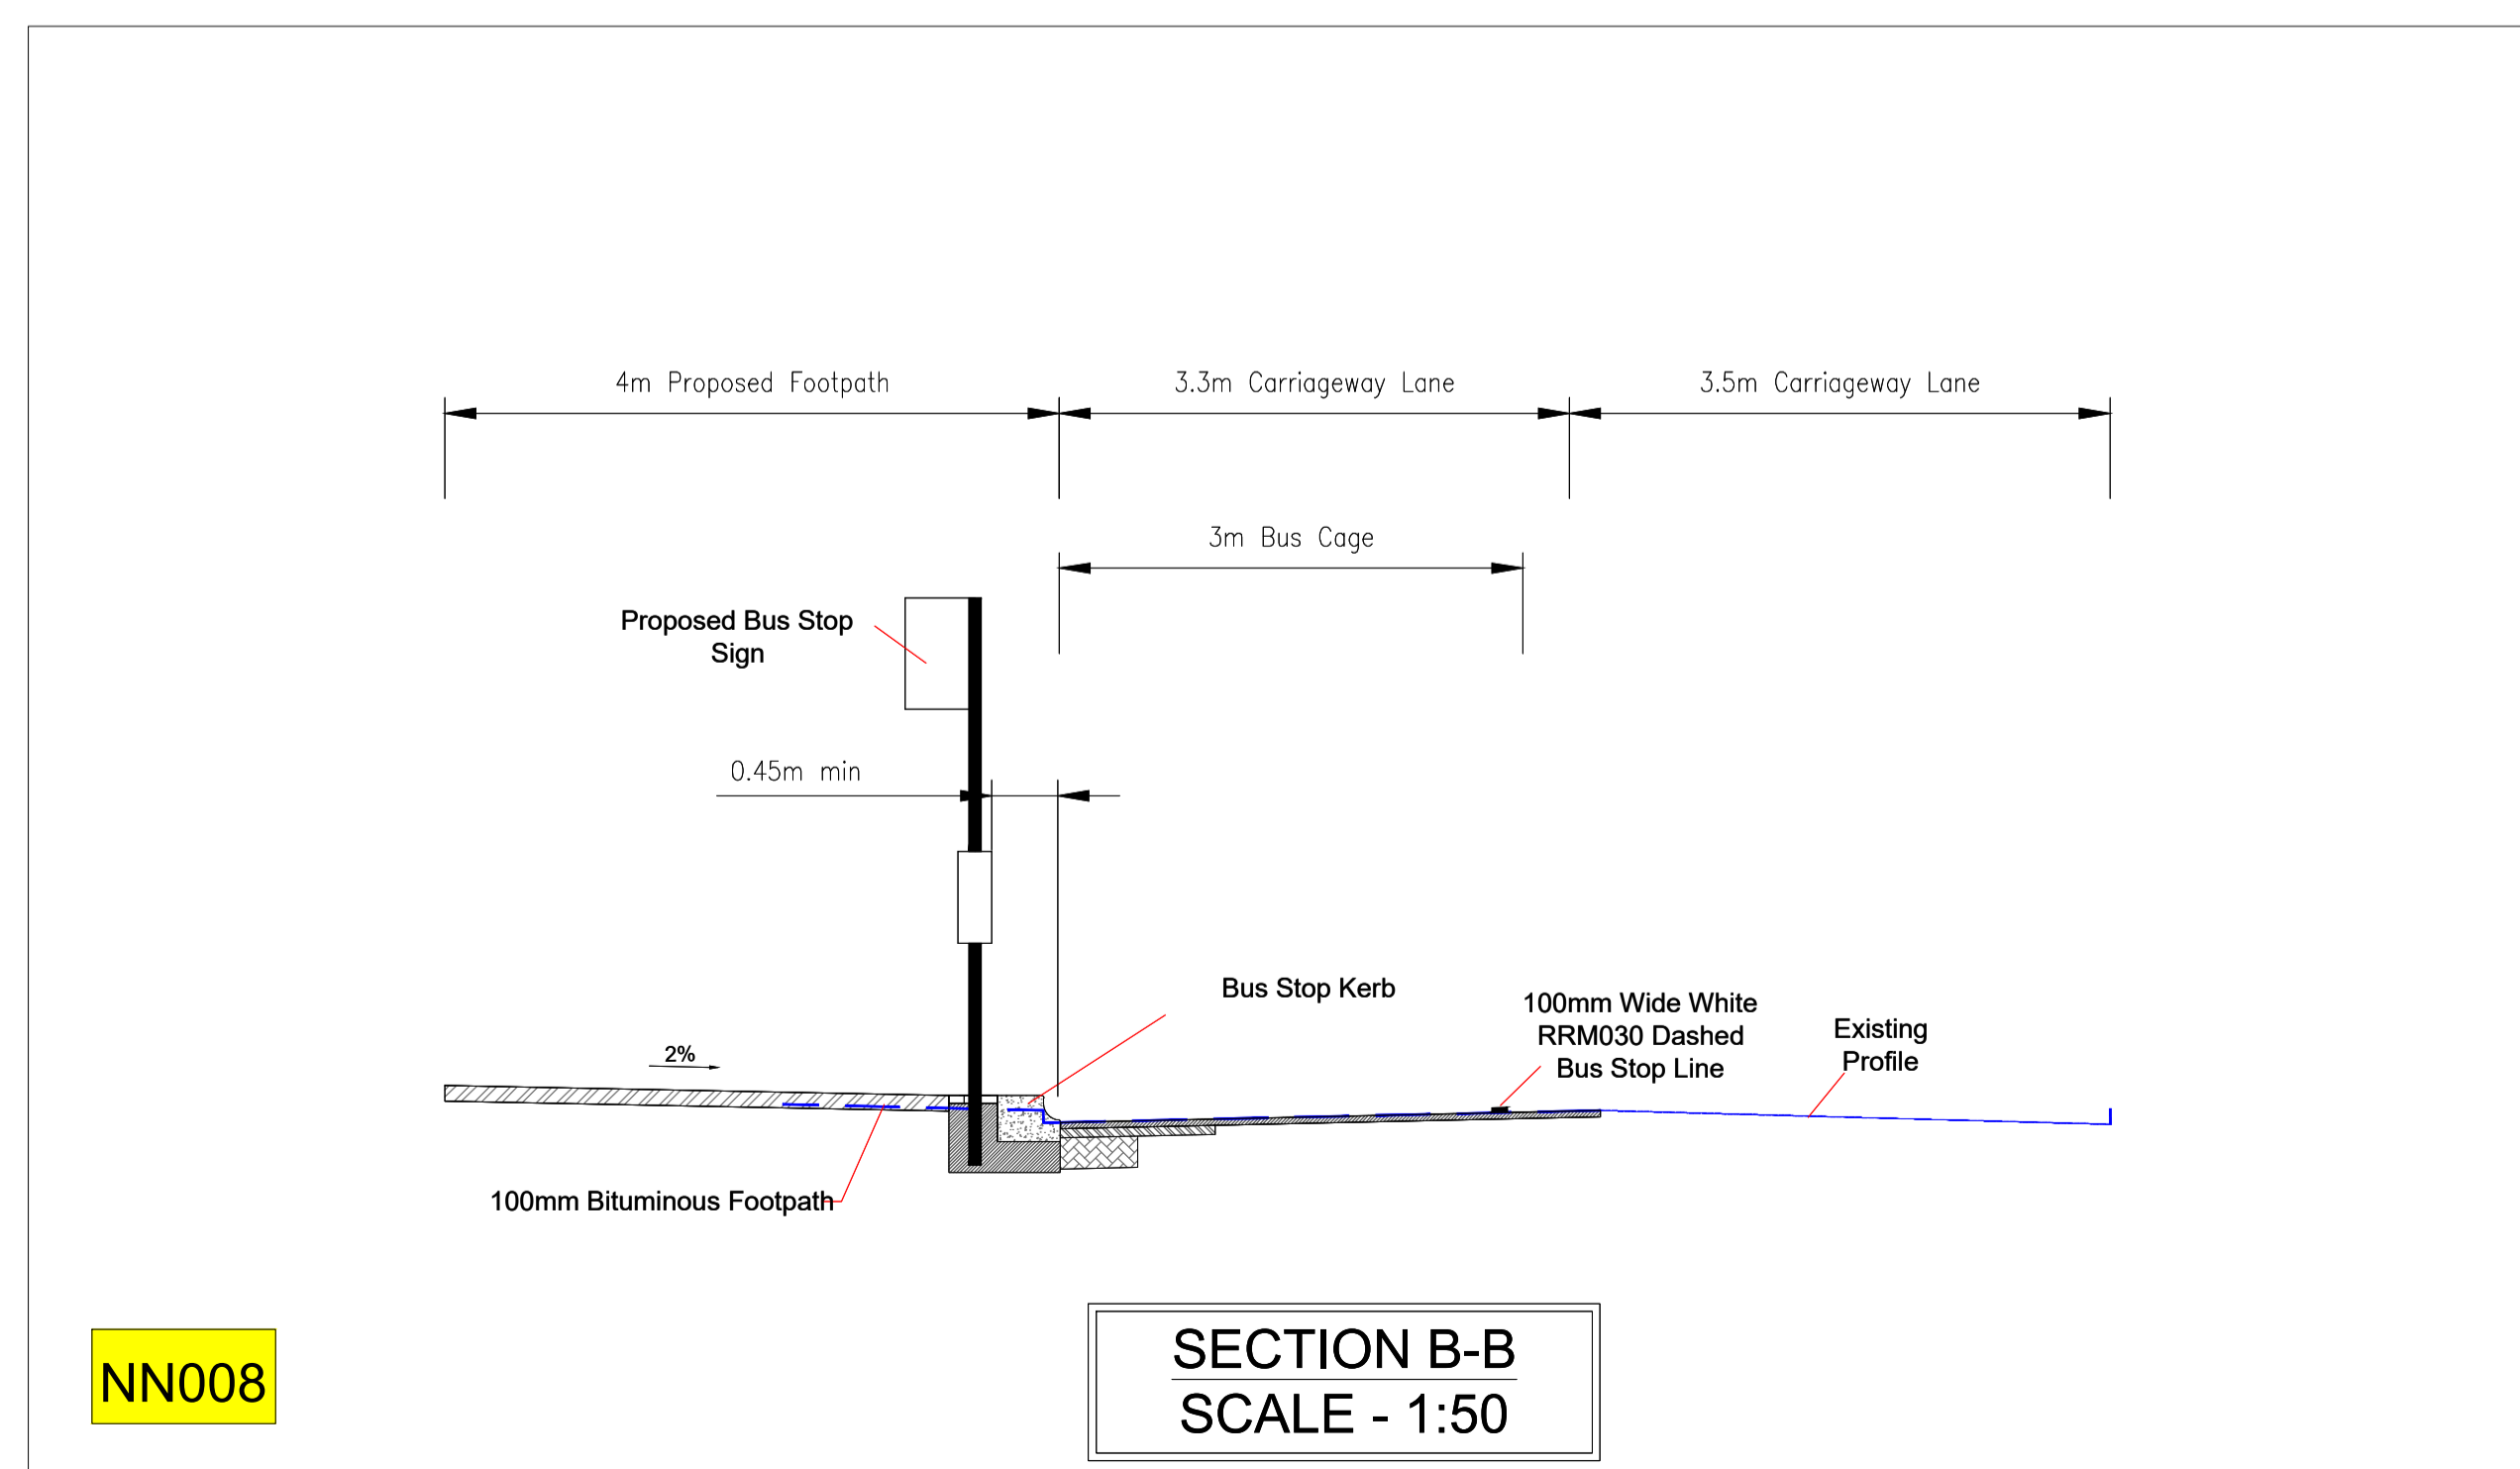 4m Proposed Footpath
3.3m Carriageway Lane
3.5m Carriageway Lane
3m Bus Cage
Proposed Bus Stop
Sign
0.45m min
Bus Stop Kerb
100mm Wide White
RRM030 Dashed
Bus Stop Line
Existing
Profile
2%
100mm Bituminous Footpath
NN008
SECTION B-B
SCALE - 1:50